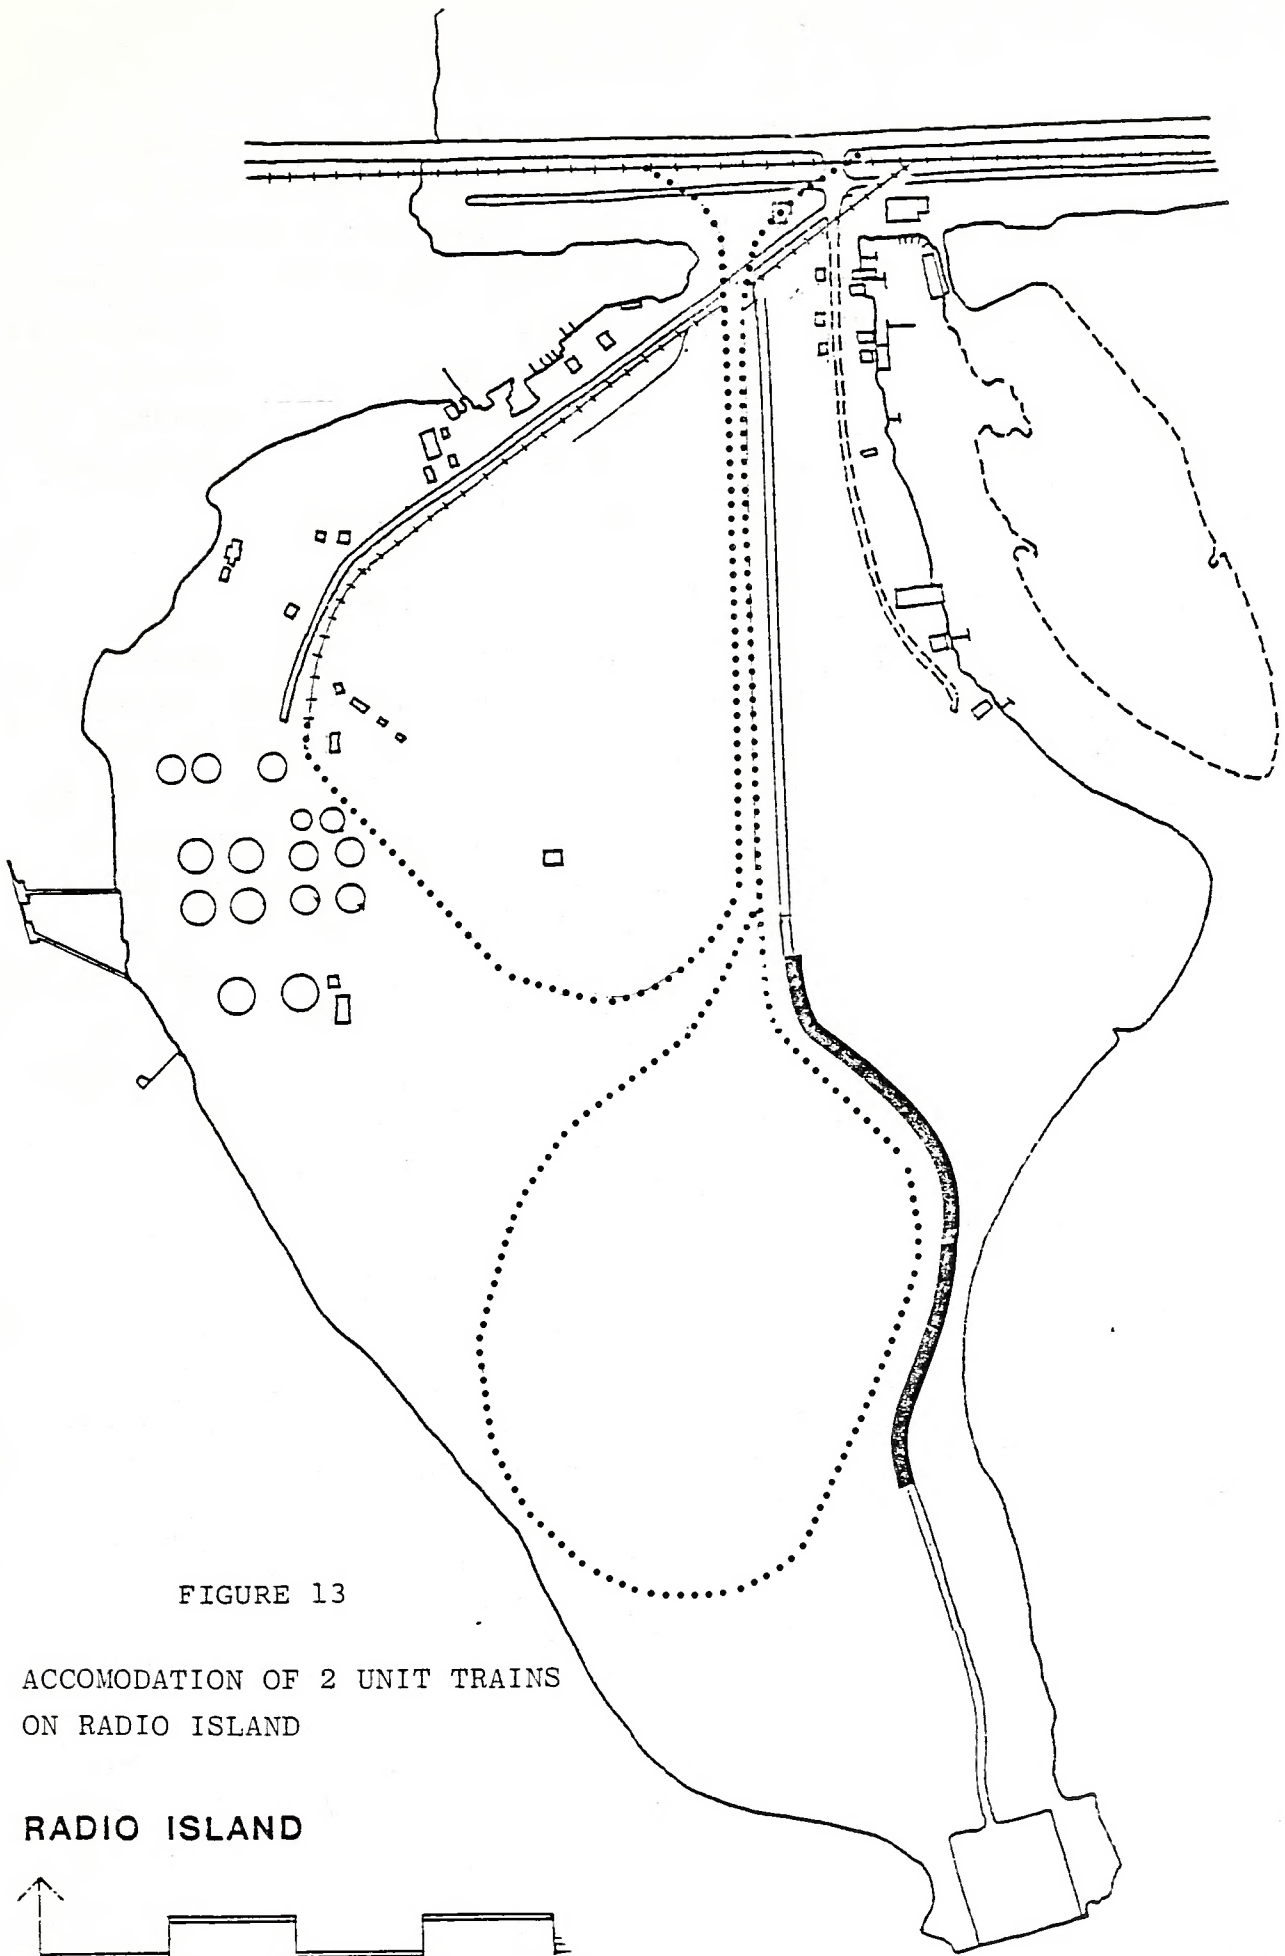 FIGURE 13
ACCOMODATION OF 2 UNIT TRAINS
ON RADIO ISLAND
RADIO ISLAND